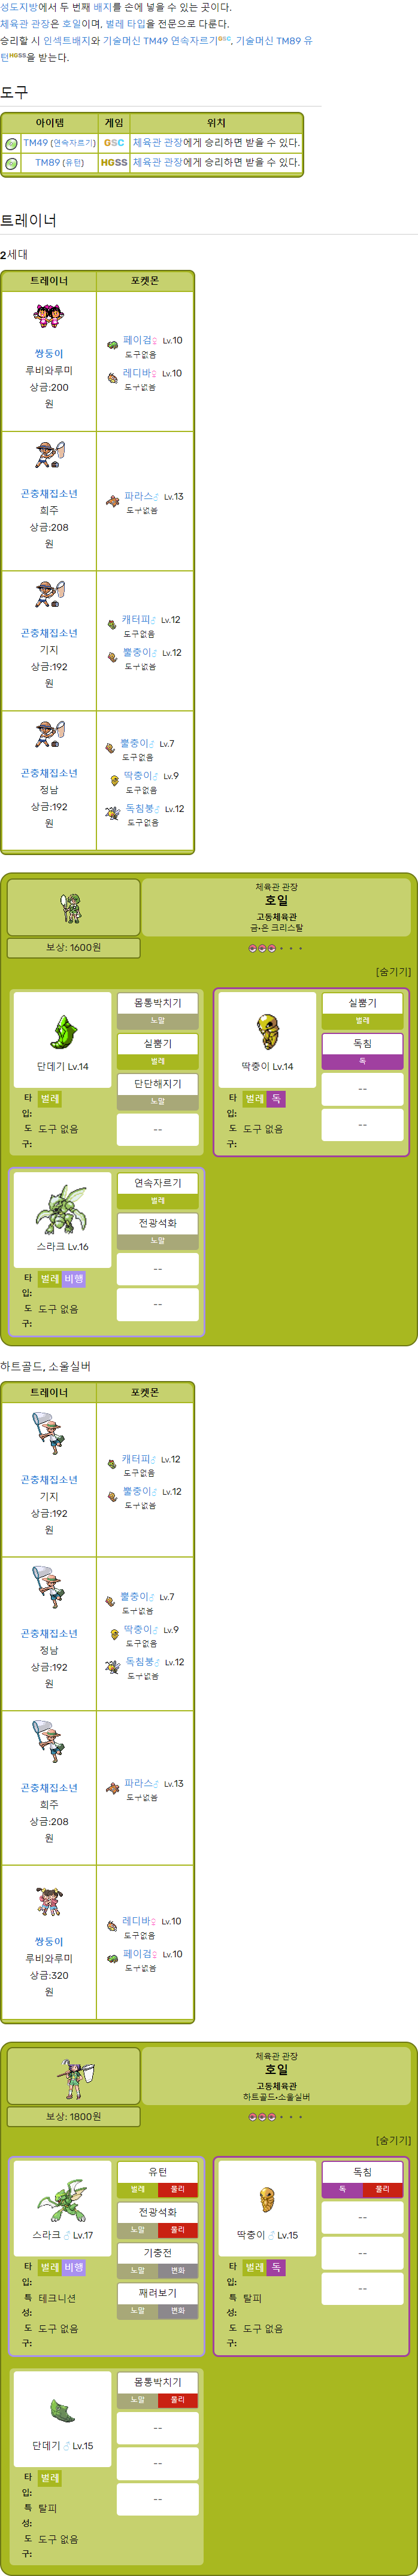 성도지방에서 두 번째 배지를 손에 넣을 수 있는 곳이다.
체육관 관장은 호일이며, 벌레 타입을 전문으로 다룬다.
승리할 시 인섹트배지와 기술머신 TM49 연속자르기GSC, 기술머신 TM89 유
턴HGSS을 받는다.
도구
아이템 게임 위치
TM49 (연속자르기) GSC 체육관 관장에게 승리하면 받을 수 있다.
TM89 (유턴) HGSS 체육관 관장에게 승리하면 받을 수 있다.
트레이너
2세대
트레이너 포켓몬
쌍둥이
루비와루미
상금:200
원
페이검♀ Lv.10
도구없음
레디바♀ Lv.10
도구없음
곤충채집소년
희주
상금:208
원
파라스♂ Lv.13
도구없음
곤충채집소년
기지
상금:192
원
캐터피♂ Lv.12
도구없음
뿔충이♂ Lv.12
도구없음
곤충채집소년
정남
상금:192
원
뿔충이♂ Lv.7
도구없음
딱충이♂ Lv.9
도구없음
독침붕♂ Lv.12
도구없음
체육관 관장
호일
고동체육관
금•은 크리스탈
보상: 1600원
[숨기기]
단데기 Lv.14
타입: 벌레
도구: 도구 없음
몸통박치기
노말
실뿜기
벌레
단단해지기
노말
--
딱충이 Lv.14
타입: 벌레 독
도구: 도구 없음
실뿜기
벌레
독침
독
--
--
스라크 Lv.16
타입: 벌레 비행
도구: 도구 없음
연속자르기
벌레
전광석화
노말
--
--
하트골드, 소울실버
트레이너 포켓몬
곤충채집소년
기지
상금:192
원
캐터피♂ Lv.12
도구없음
뿔충이♂ Lv.12
도구없음
곤충채집소년
정남
상금:192
원
뿔충이♂ Lv.7
도구없음
딱충이♂ Lv.9
도구없음
독침붕♂ Lv.12
도구없음
곤충채집소년
희주
상금:208
원
파라스♂ Lv.13
도구없음
쌍둥이
루비와루미
상금:320
원
레디바♀ Lv.10
도구없음
페이검♀ Lv.10
도구없음
체육관 관장
호일
고동체육관
하트골드•소울실버
보상: 1800원
[숨기기]
스라크♂Lv.17
타입: 벌레 비행
특성: 테크니션
도구: 도구 없음
유턴
벌레 물리
전광석화
노말 물리
기충전
노말 변화
째려보기
노말 변화
딱충이♂Lv.15
타입: 벌레 독
특성: 탈피
도구: 도구 없음
독침
독 물리
--
--
--
단데기♂Lv.15
타입: 벌레
특성: 탈피
도구: 도구 없음
몸통박치기
노말 물리
--
--
--